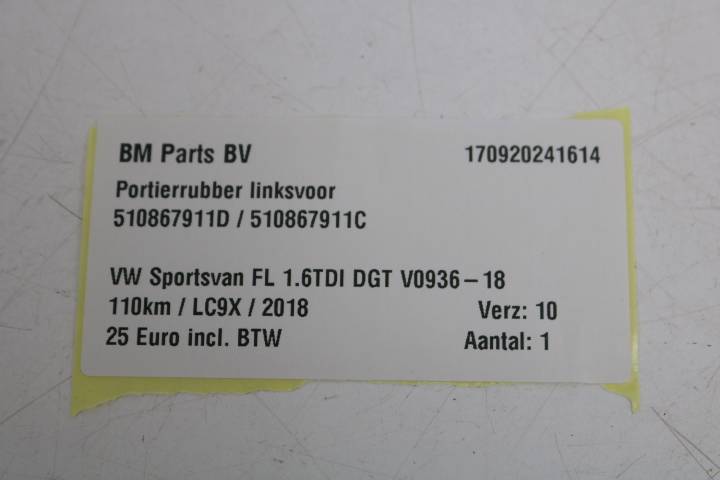 BM Parts BV 170920241614
Portierrubber linksvoor
510867911D / 510867911C
VW Sportsvan FL 1.6TDI DGT V0936-18
110km / LC9X / 2018 Verz: 10
25 Euro incl. BTW Aantal: 1